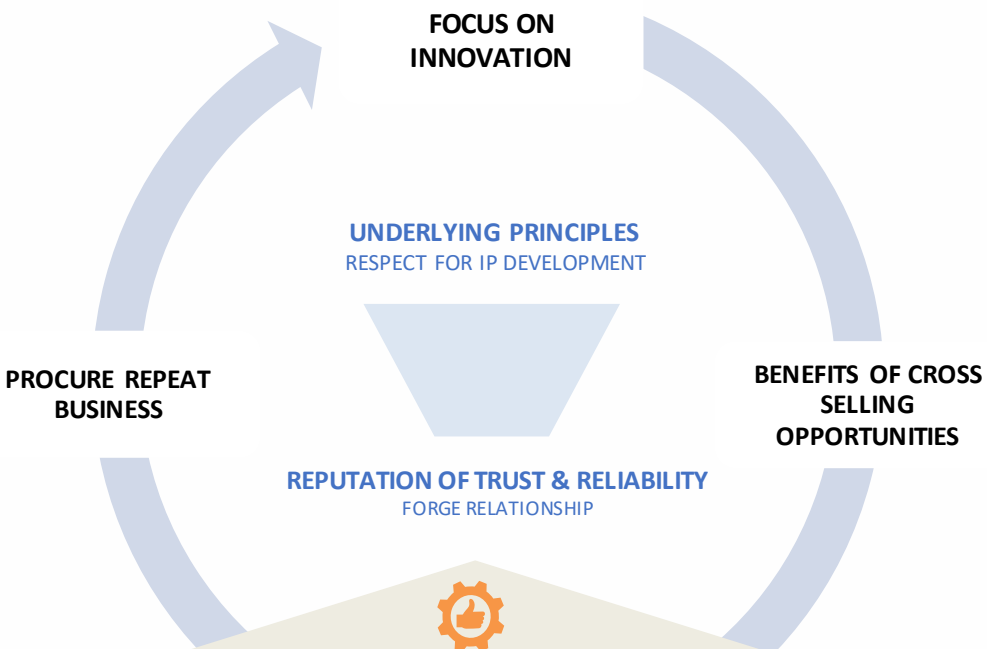 FOCUS ON
INNOVATION
UNDERLYING PRINCIPLES
RESPECT FOR IP DEVELOPMENT
PROCURE REPEAT
BUSINESS
BENEFITS OF CROSS
SELLING
OPPORTUNITIES
REPUTATION OF TRUST & RELIABILITY
FORGE RELATIONSHIP